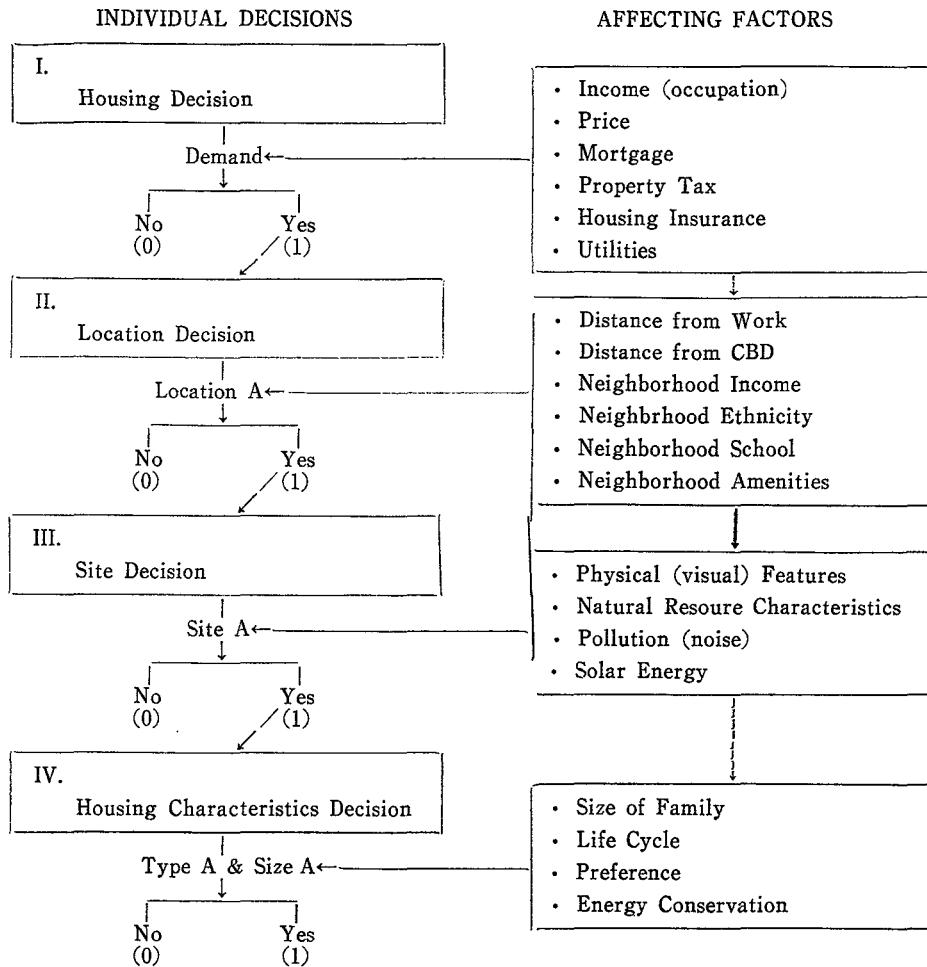 INDIVIDUAL DECISIONS
AFFECTING FACTORS
I.
Housing Decision
Demand
No
(0)
Yes
(1)
· Income (occupation)
· Price
· Mortgage
· Property Tax
· Housing Insurance
· Utilities
II.
Location Decision
Location A
No
(0)
Yes
(1)
· Distance from Work
· Distance from CBD
· Neighborhood Income
· Neighbrhood Ethnicity
· Neighborhood School
· Neighborhood Amenities
III.
Site Decision
Site A
No
(0)
Yes
(1)
· Physical (visual) Features
· Natural Resoure Characteristics
· Pollution (noise)
· Solar Energy
IV.
Housing Characteristics Decision
Type A & Size A
No
(0)
Yes
(1)
· Size of Family
· Life Cycle
· Preference
· Energy Conservation